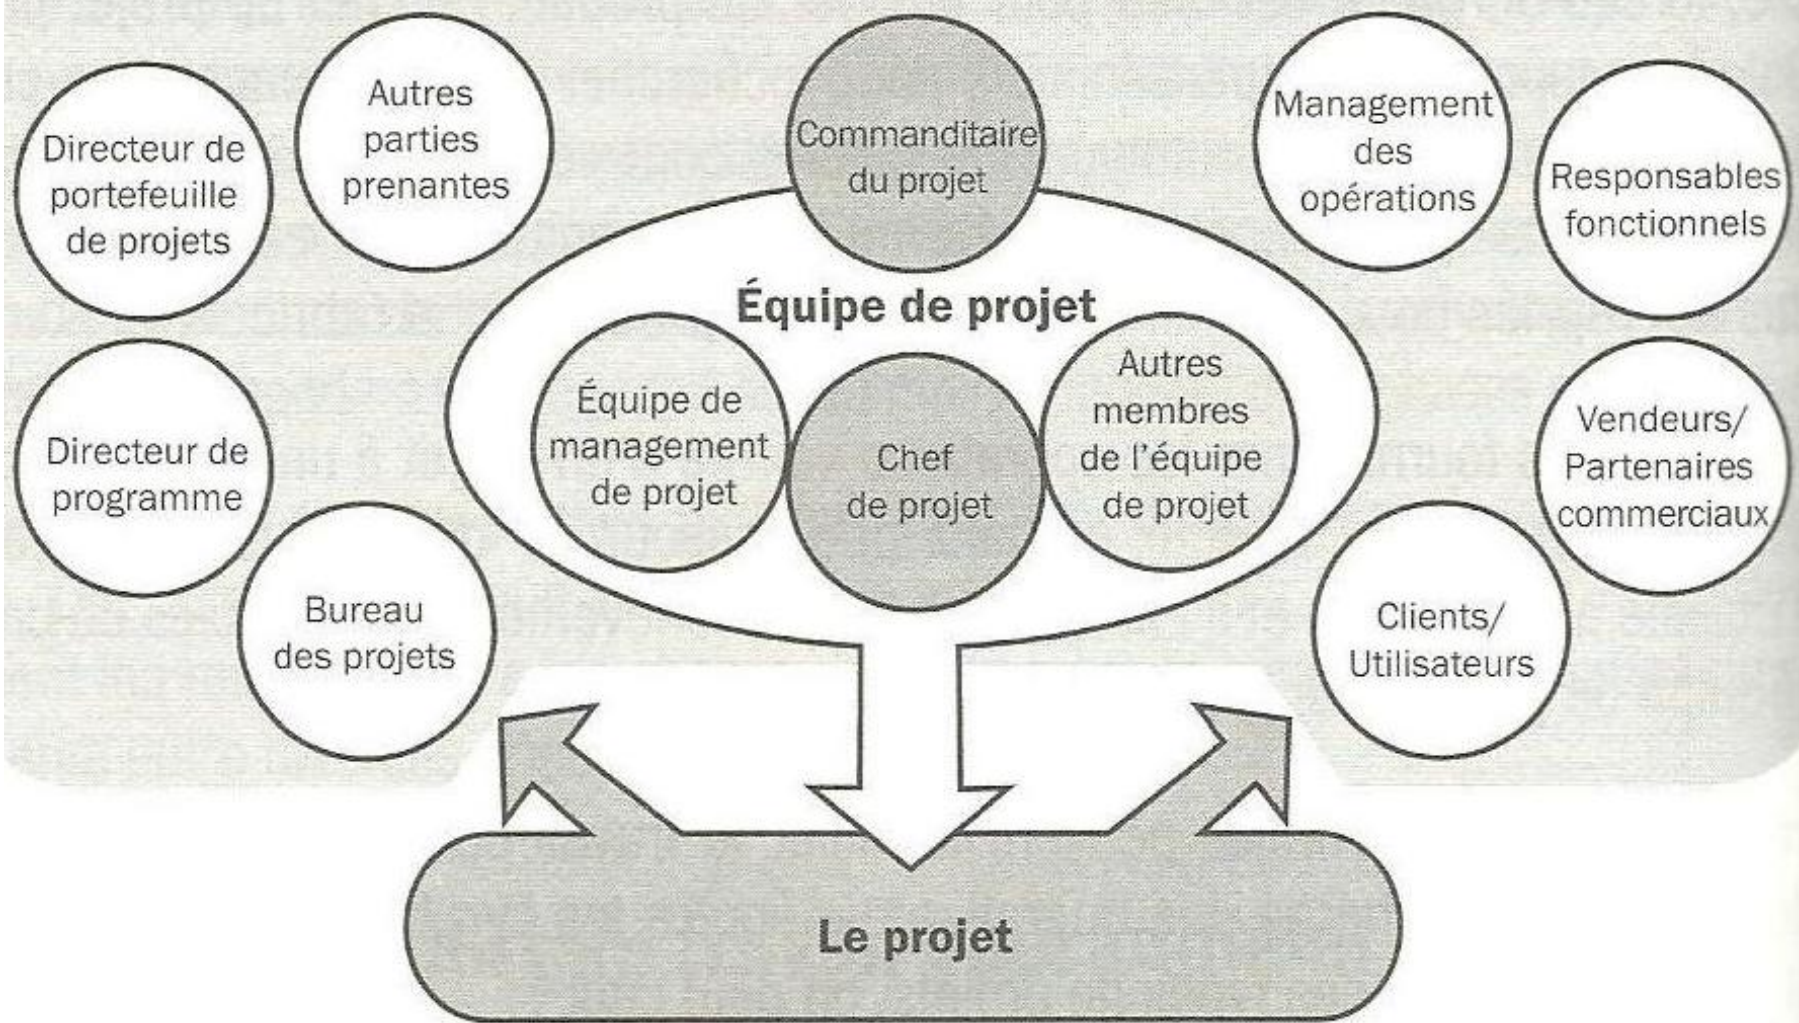 Directeur de
portefeuille
de projets
Autres
parties
prenantes
Commanditaire
du projet
Management
des
opérations
Responsables
fonctionnels
Équipe de projet
Directeur de
programme
Équipe de
management
de projet
Chef
de projet
Autres
membres
de l'équipe
de projet
Vendeurs/
Partenaires
commerciaux
Bureau
des projets
Clients/
Utilisateurs
Le projet